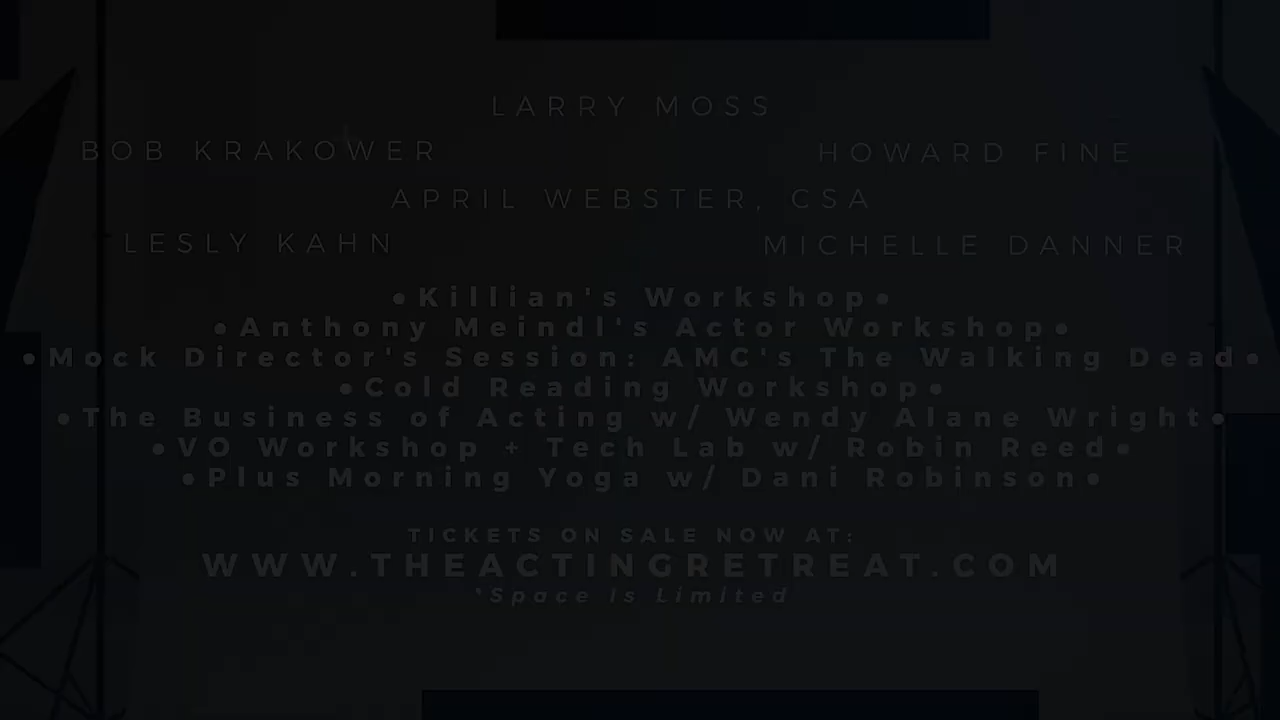 LARRY MOSS
BOB KRAKOWER
HOWARD FINE
APRIL WEBSTER, CSA
LESLY KAHN
MICHELLE DANNER
•Killian's Workshop•
•Anthony Meindl's Actor Workshop•
•Mock Director's Session: AMC's The Walking Dead•
•Cold Reading Workshop•
•The Business of Acting w/ Wendy Alane Wright•
•VO Workshop + Tech Lab w/ Robin Reed•
•Plus Morning Yoga w/ Dani Robinson•
TICKETS ON SALE NOW AT:
WWW.THEACTINGRETREAT.COM
*Space Is Limited